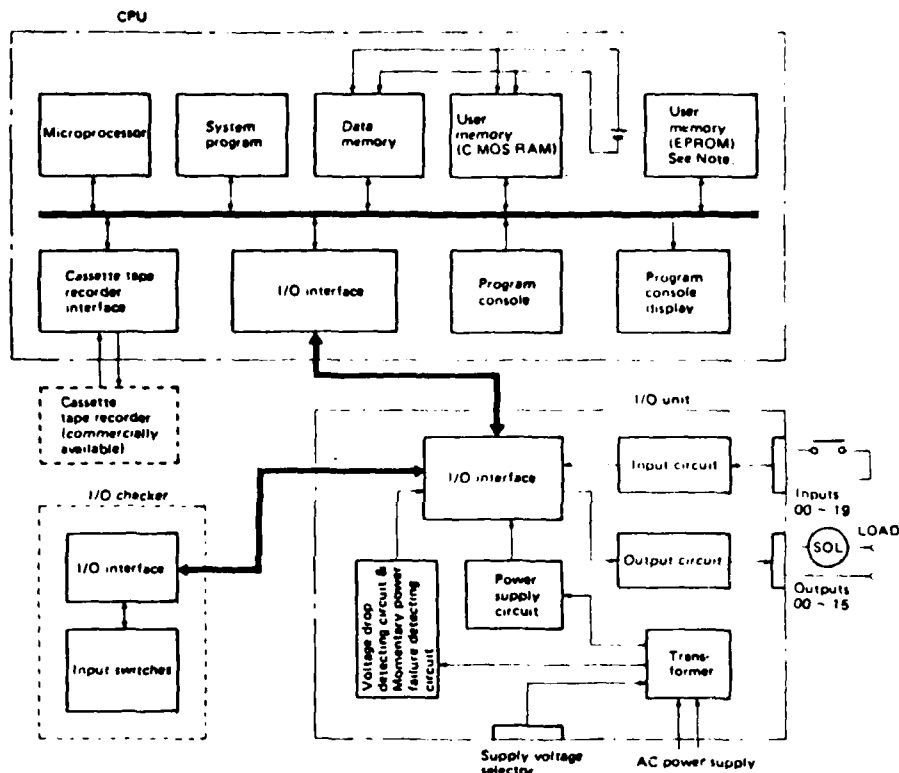 CPU
Microprocessor
System
program
Data
memory
User
memory
(C MOS RAM)
User
memory
(EPROM)
See Note.
Cassette tape
recorder
interface
I/O interface
Program
console
Program
console
display
Cassette
tape recorder
(commercially
available)
I/O unit
I/O interface
Input circuit
Inputs
00 ~ 19
I/O checker
I/O interface
Input switches
Voltage drop
detecting circuit &
Momentary power
failure detecting
circuit
Power
supply
circuit
Output circuit
SOL
LOAD
Outputs
00 ~ 15
Trans-
former
Supply voltage
selector
AC power supply